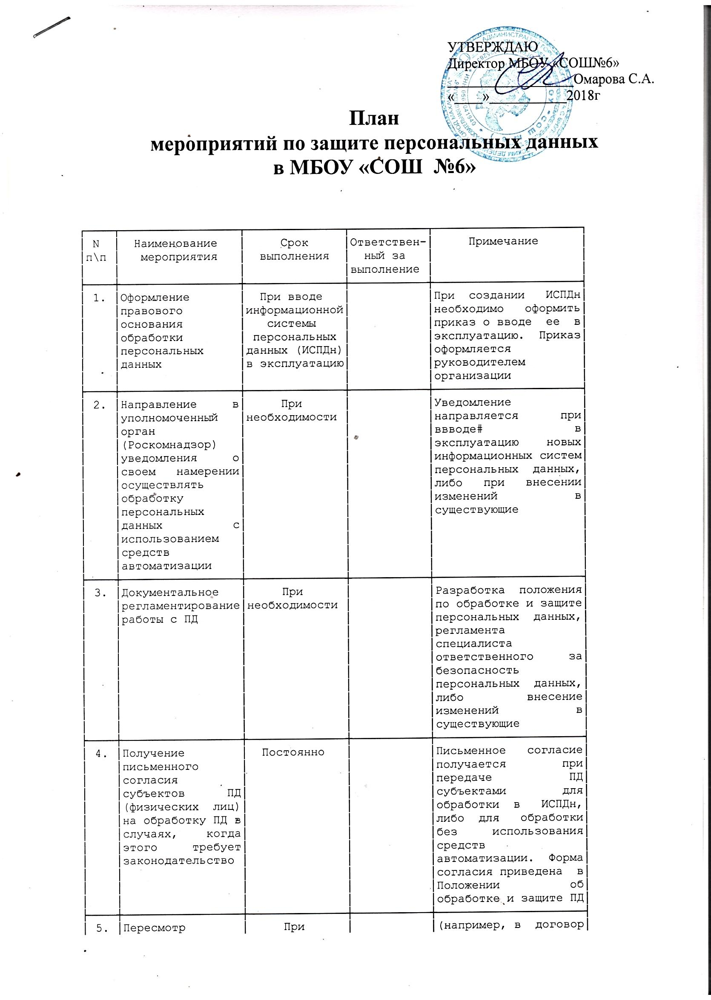 УТВЕРЖДАЮ
Директор МБОУ «СОШ№6»
__________________Омарова С.А.
«____»___________2018г
План
мероприятий по защите персональных данных
в МБОУ «СОШ №6»
N п\п
Наименование
мероприятия
Срок
выполнения
Ответствен-
ный за
выполнение
Примечание
1.
Оформление
правового
основания
обработки
персональных
данных
При вводе
информационной
системы
персональных
данных (ИСПДн)
в эксплуатацию
При создании ИСПДн
необходимо оформить
приказ о вводе ее в
эксплуатацию. Приказ
оформляется
руководителем
организации
2.
Направление в
уполномоченный
орган
(Роскомнадзор)
уведомления о
своем намерении
осуществлять
обработку
персональных
данных с
использованием
средств
автоматизации
При
необходимости
Уведомление
направляется при
ввводе# в
эксплуатацию новых
информационных систем
персональных данных,
либо при внесении
изменений в
существующие
3.
Документальное
регламентирование
работы с ПД
При
необходимости
Разработка положения
по обработке и защите
персональных данных,
регламента
специалиста
ответственного за
безопасность
персональных данных,
либо внесение
изменений в
существующие
4.
Получение
письменного
согласия
субъектов ПД
(физических лиц)
на обработку ПД в
случаях, когда
этого требует
законодательство
Постоянно
Письменное согласие
получается при
передаче ПД
субъектами для
обработки в ИСПДн,
либо для обработки
без использования
средств
автоматизации. Форма
согласия приведена в
Положении об
обработке и защите ПД
5.
Пересмотр
При
(например, в договор